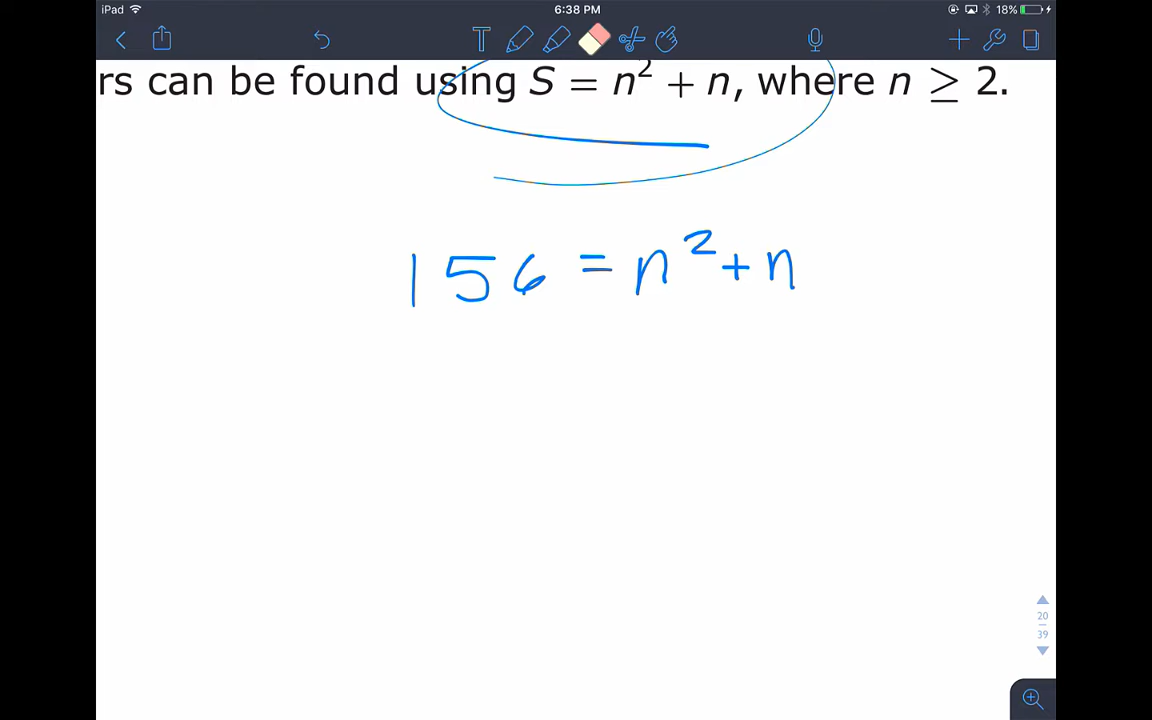 iPad 6:38 PM 18%
T
rs can be found using S = n² + n, where n ≥ 2.
156 = n² + n
20
39